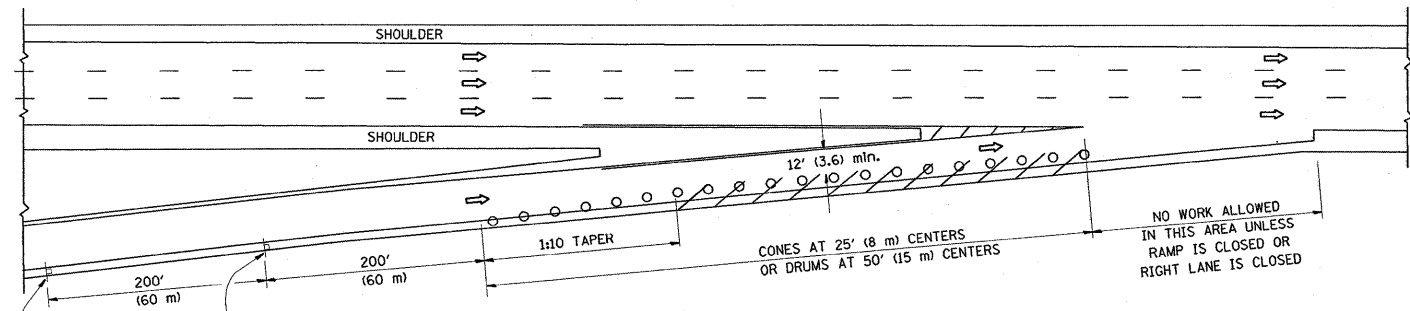 SHOULDER
SHOULDER
12' (3.6) min.
1:10 TAPER
200'
(60 m)
200'
(60 m)
CONES AT 25' (8 m) CENTERS
OR DRUMS AT 50' (15 m) CENTERS
NO WORK ALLOWED
IN THIS AREA UNLESS
RAMP IS CLOSED OR
RIGHT LANE IS CLOSED